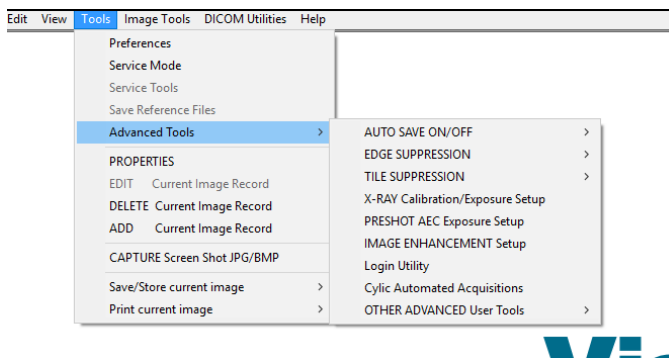 Edit View Tools Image Tools DICOM Utilities Help
Preferences
Service Mode
Service Tools
Save Reference Files
Advanced Tools
PROPERTIES
EDIT Current Image Record
DELETE Current Image Record
ADD Current Image Record
CAPTURE Screen Shot JPG/BMP
Save/Store current image
Print current image
AUTO SAVE ON/OFF
EDGE SUPPRESSION
TILE SUPPRESSION
X-RAY Calibration/Exposure Setup
PRESHOT AEC Exposure Setup
IMAGE ENHANCEMENT Setup
Login Utility
Cylic Automated Acquisitions
OTHER ADVANCED User Tools